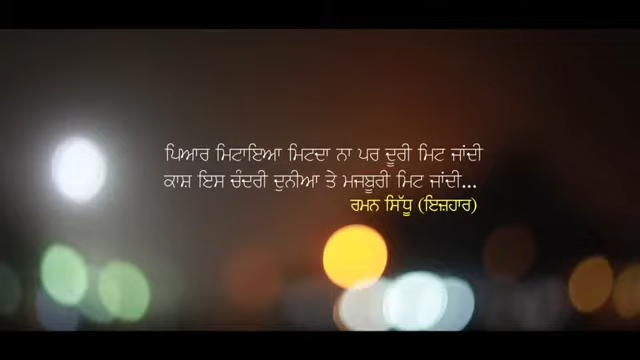 ਪਿਆਰ ਮਿਟਾਇਆ ਮਿਟਦਾ ਨਾ ਪਰ ਦੂਰੀ ਮਿਟ ਜਾਂਦੀ
ਕਾਸ਼ ਇਸ ਚੰਦਰੀ ਦੁਨੀਆ ਤੇ ਮਜਬੂਰੀ ਮਿਟ ਜਾਂਦੀ...
ਰਮਨ ਸਿੱਧੂ (ਇਜ਼ਹਾਰ)